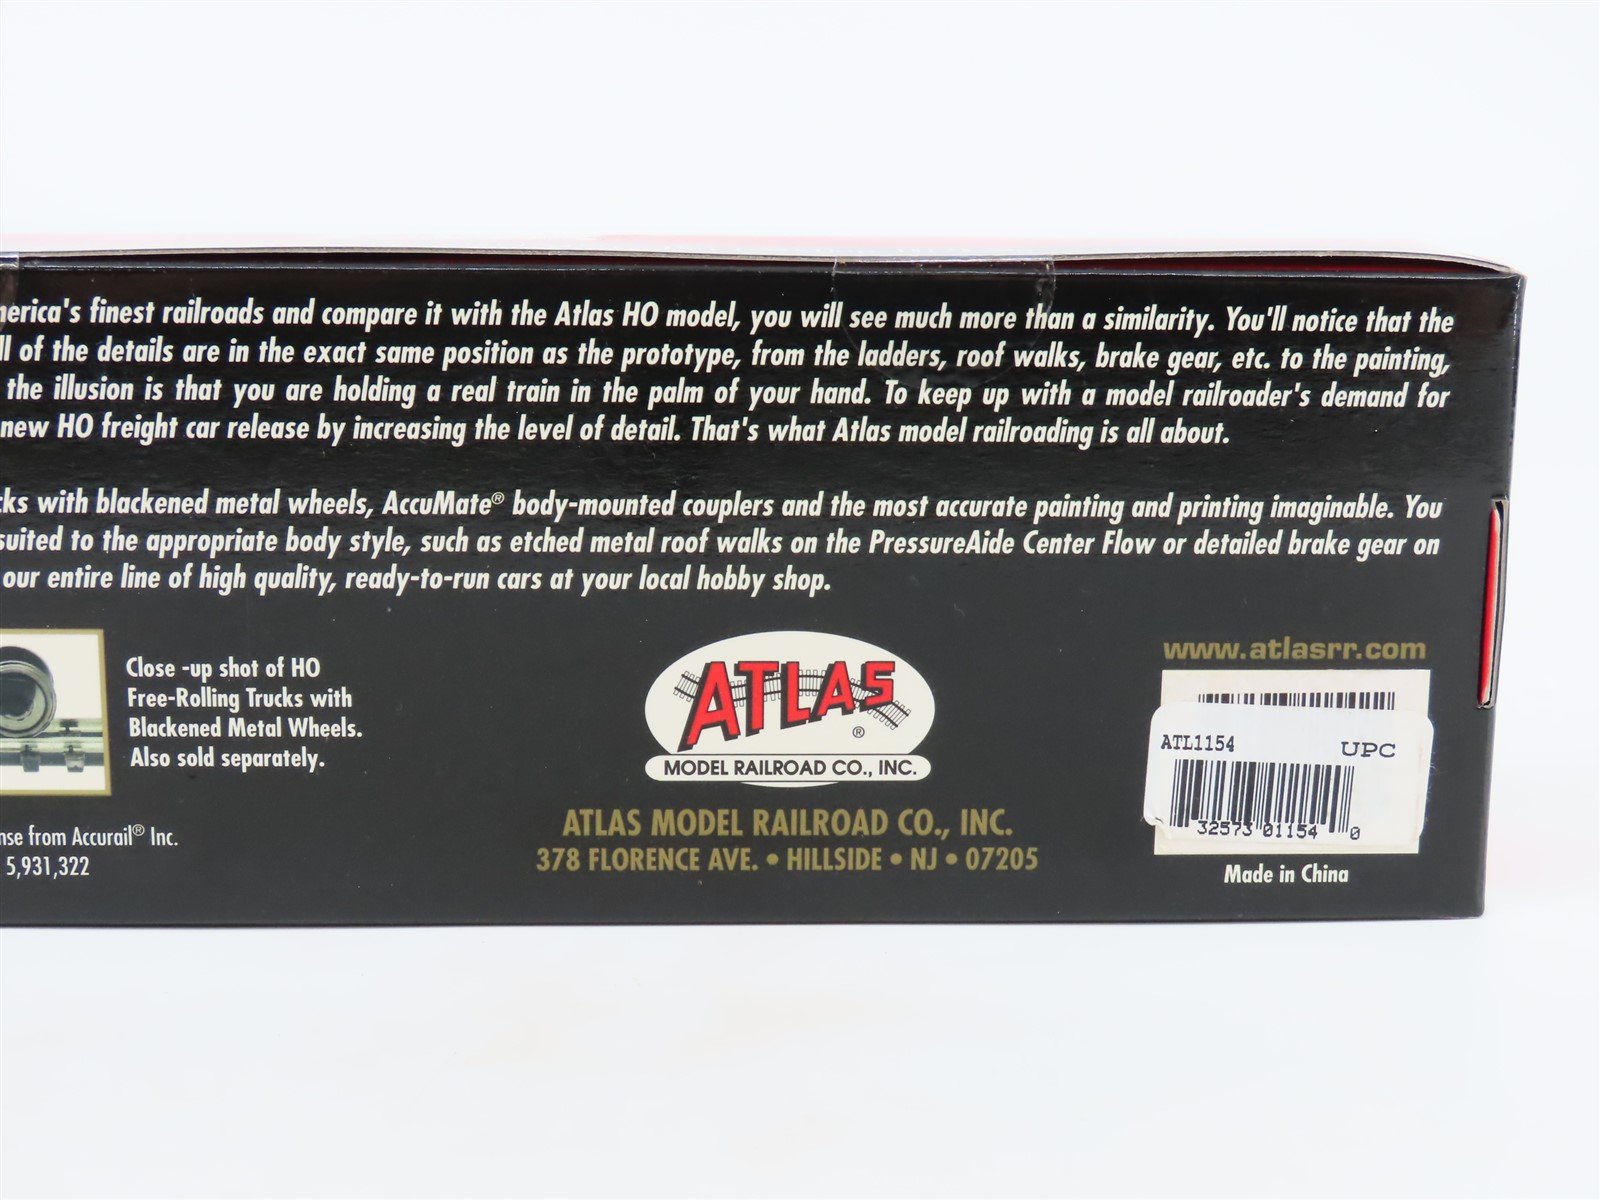 merica's finest railroads and compare it with the Atlas HO model, you will see much more than a similarity. You'll notice that the
ll of the details are in the exact same position as the prototype, from the ladders, roof walks, brake gear, etc. to the painting,
the illusion is that you are holding a real train in the palm of your hand. To keep up with a model railroader's demand for
new HO freight car release by increasing the level of detail. That's what Atlas model railroading is all about.
cks with blackened metal wheels, AccuMate® body-mounted couplers and the most accurate painting and printing imaginable. You
suited to the appropriate body style, such as etched metal roof walks on the PressureAide Center Flow or detailed brake gear on
our entire line of high quality, ready-to-run cars at your local hobby shop.
Close -up shot of HO
Free-Rolling Trucks with
Blackened Metal Wheels.
Also sold separately.
nse from Accurail® Inc.
5,931,322
ATLAS ®
MODEL RAILROAD CO., INC.
ATLAS MODEL RAILROAD CO., INC.
378 FLORENCE AVE. • HILLSIDE • NJ • 07205
www.atlasrr.com
ATL1154 UPC
32573 01154 0
Made in China